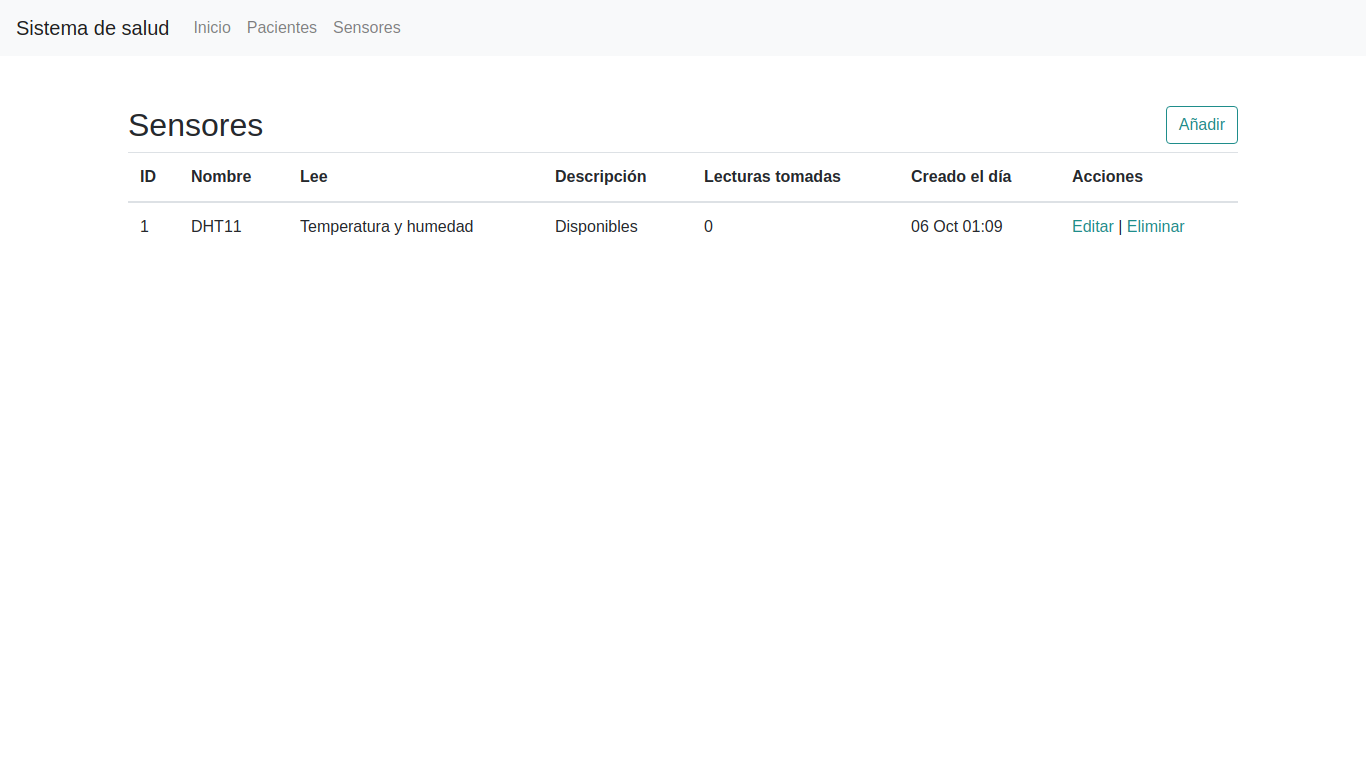 Sistema de salud Inicio Pacientes Sensores
Sensores Añadir
ID Nombre Lee Descripción Lecturas tomadas Creado el día Acciones
1 DHT11 Temperatura y humedad Disponibles 0 06 Oct 01:09 Editar | Eliminar